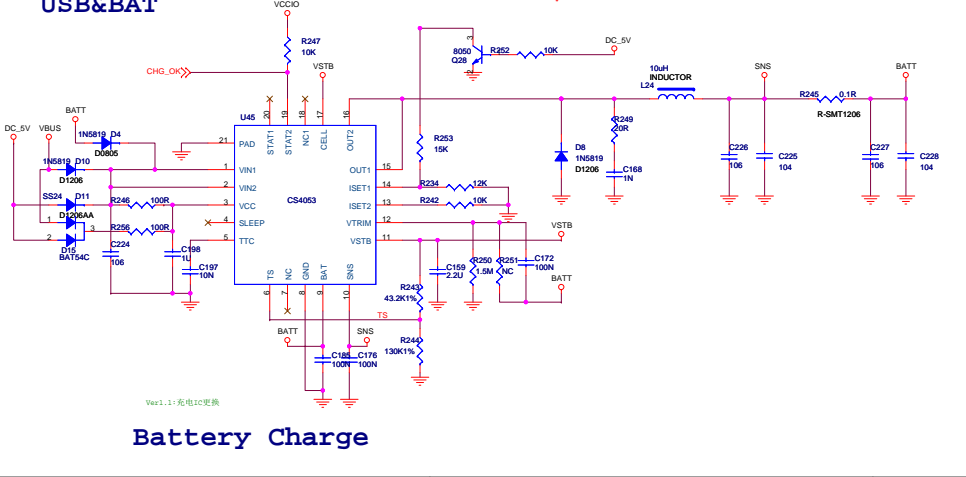 USB&BAT
VCCIO
R247
10K
CHG_OK
VSTB
8050
Q28
R252
10K
DC_5V
10uH
INDUCTOR
L24
SNS
BATT
R245
0.1R
R-SMT1206
BATT
DC_5V
VBUS
1N5819
D4
D0805
1N5819
D10
D1206
SS24
D11
D1206AA
D15
BAT54C
1
2
3
R246
100R
R256
100R
C224
106
C198
1U
C197
10N
U45
20
19
18
17
16
STAT1
STAT2
NC1
CELL
OUT2
21
PAD
1
VIN1
2
VIN2
3
VCC
4
SLEEP
5
TTC
CS4053
OUT1
15
ISET1
14
ISET2
13
VTRIM
12
VSTB
11
TS
NC
GND
BAT
SNS
6
7
8
9
10
3
2
R253
15K
R234
12K
R242
10K
D8
1N5819
D1206
R249
20R
C168
1N
C226
106
C225
104
C227
106
C228
104
C159
2.2U
R250
1.5M
R251
NC
C172
100N
VSTB
BATT
R243
43.2K1%
TS
R244
130K1%
BATT
SNS
C185
100N
C176
100N
Ver1.1:充电IC更换
Battery Charge